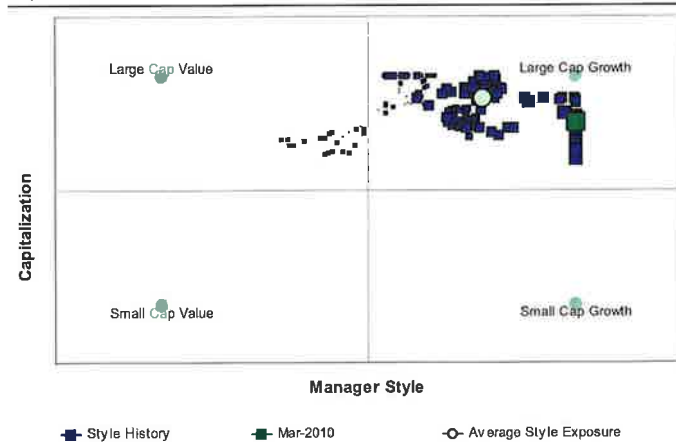 Large Cap Value
Large Cap Growth
Capitalization
Small Cap Value
Small Cap Growth
Manager Style
Style History
Mar-2010
Average Style Exposure